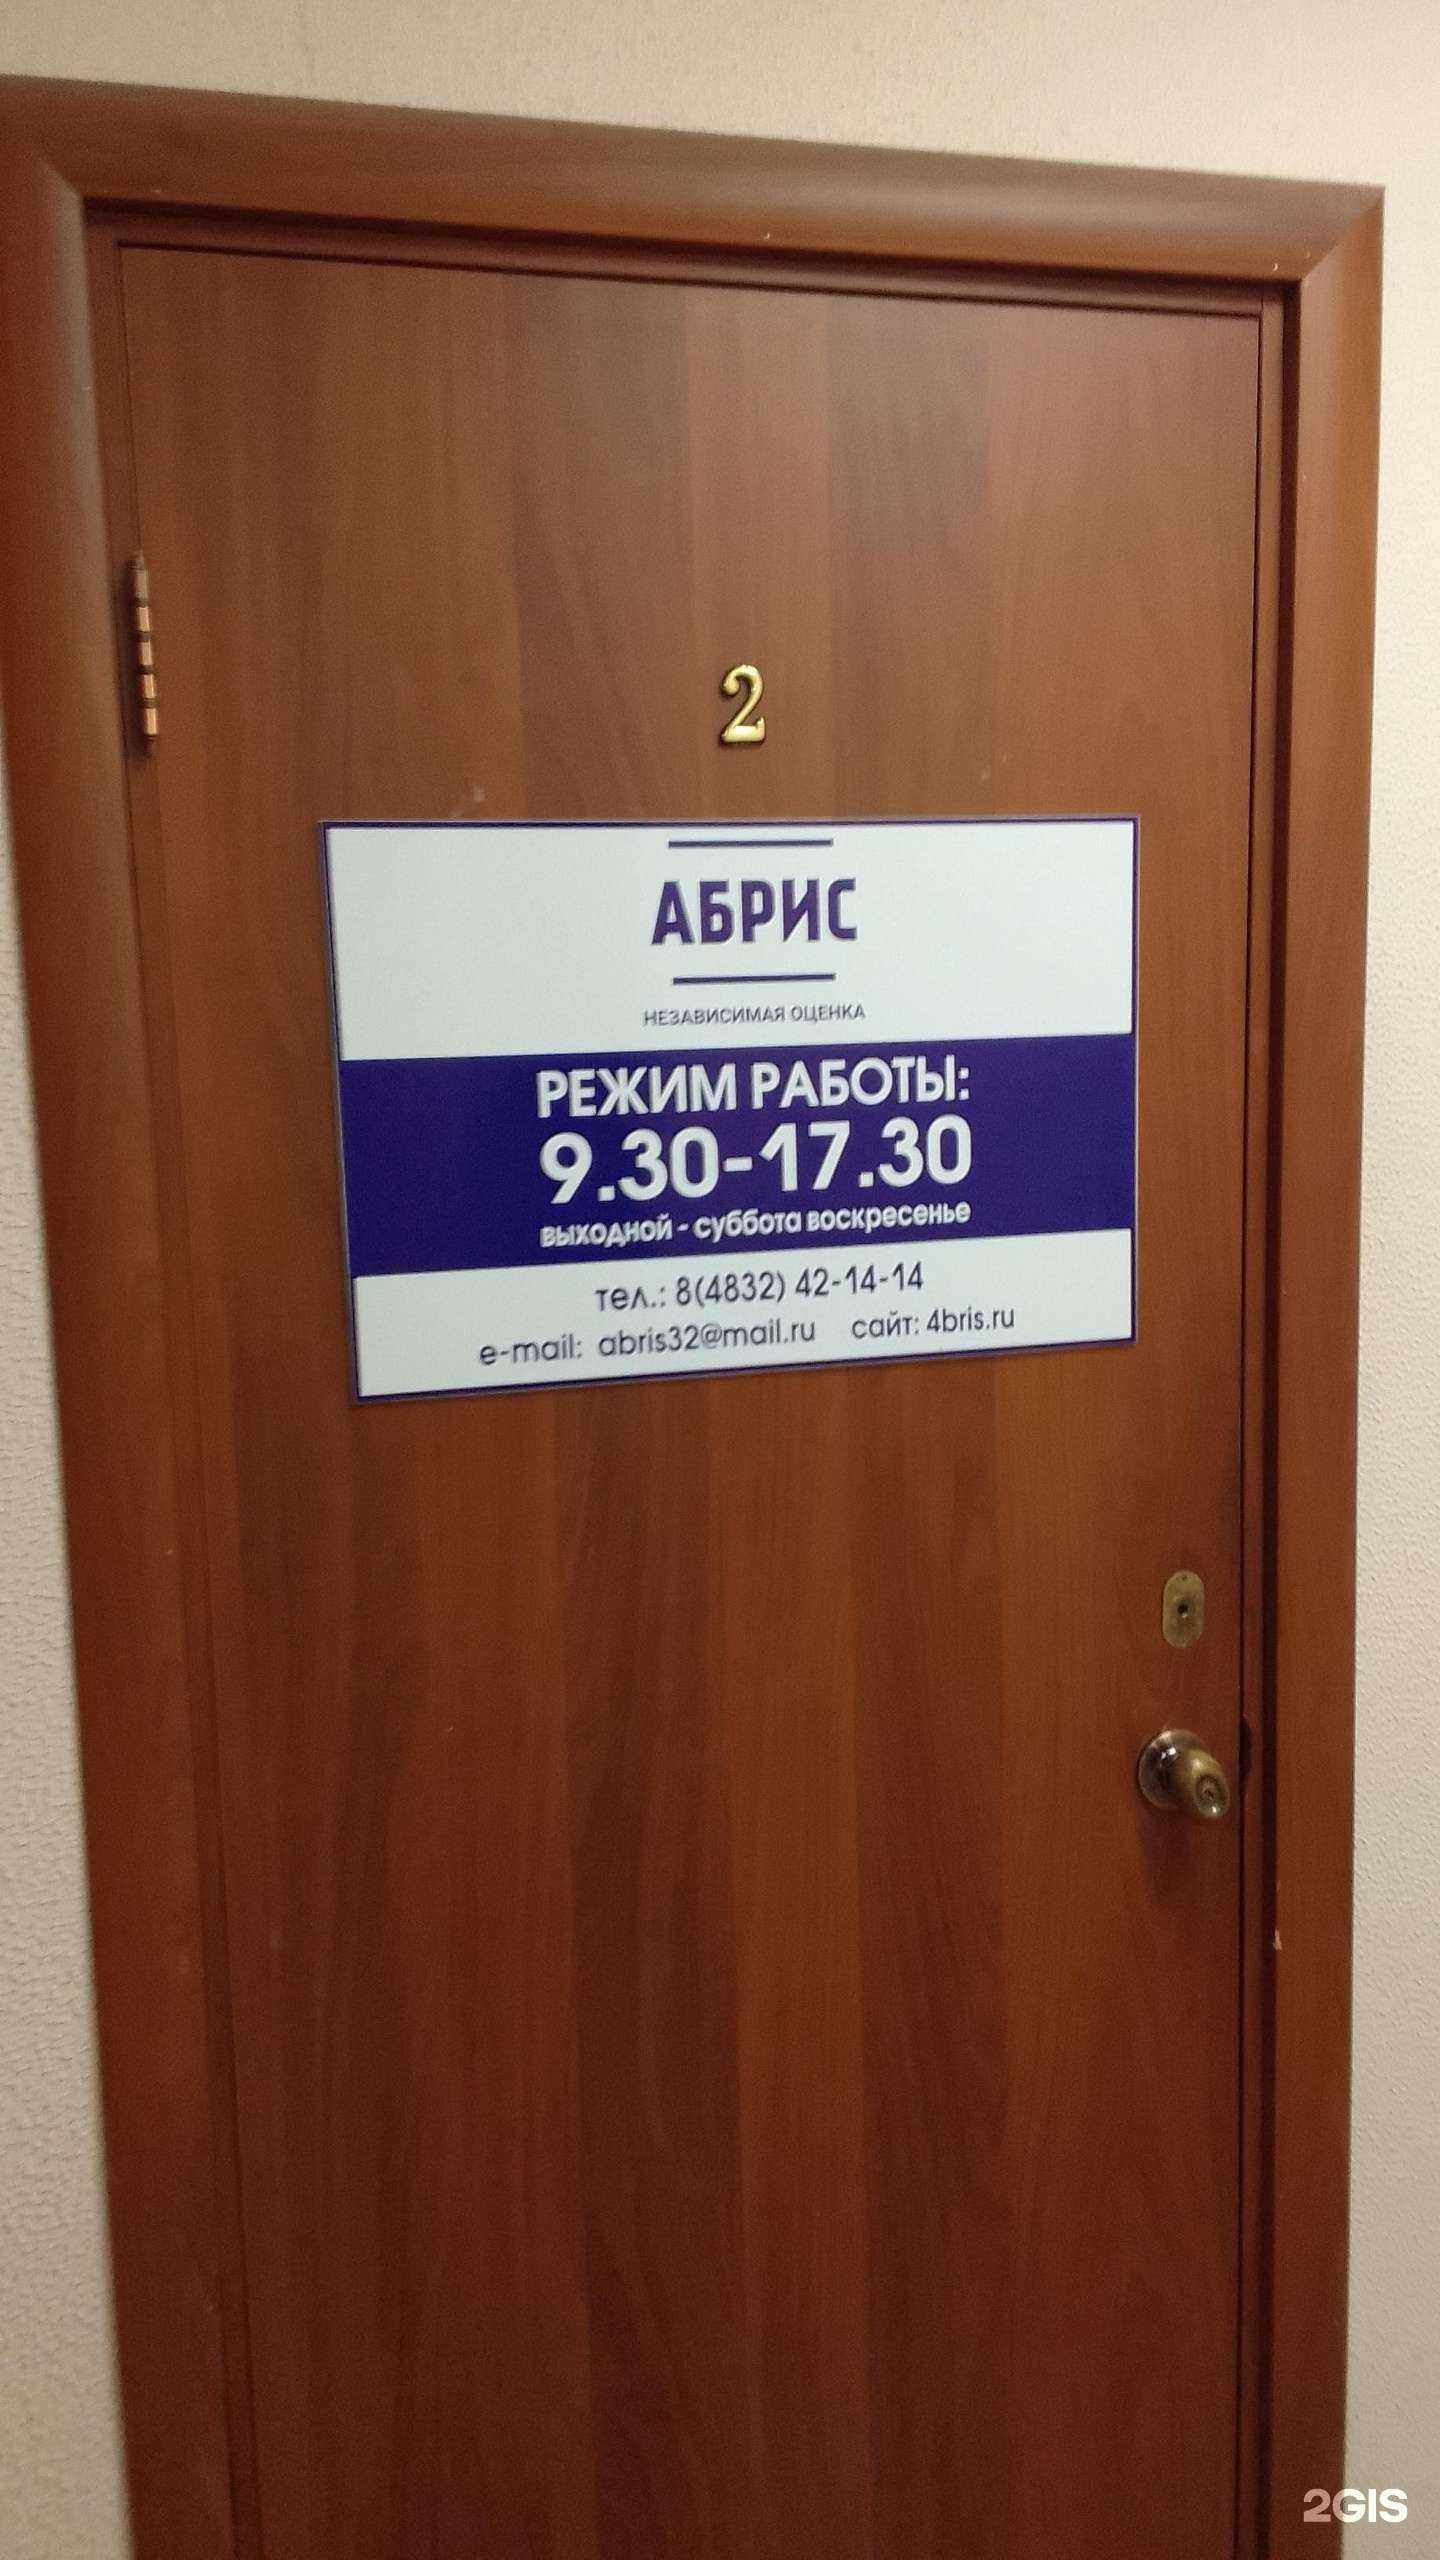 2
АБРИС
НЕЗАВИСИМАЯ ОЦЕНКА
РЕЖИМ РАБОТЫ:
9.30-17.30
выходной - суббота воскресенье
тел.: 8(4832) 42-14-14
e-mail: abris32@mail.ru сайт: 4bris.ru
2GIS